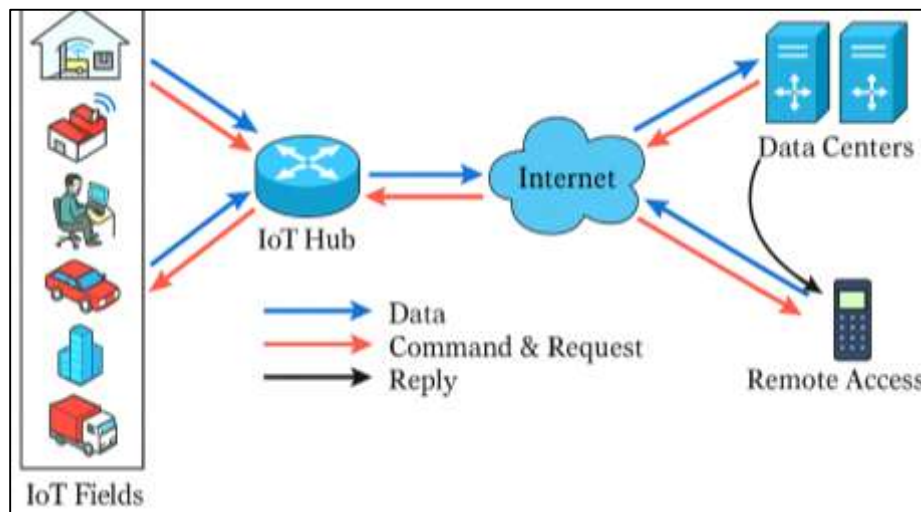 Data Centers
Internet
IoT Hub
Data
Command & Request
Reply
Remote Access
IoT Fields